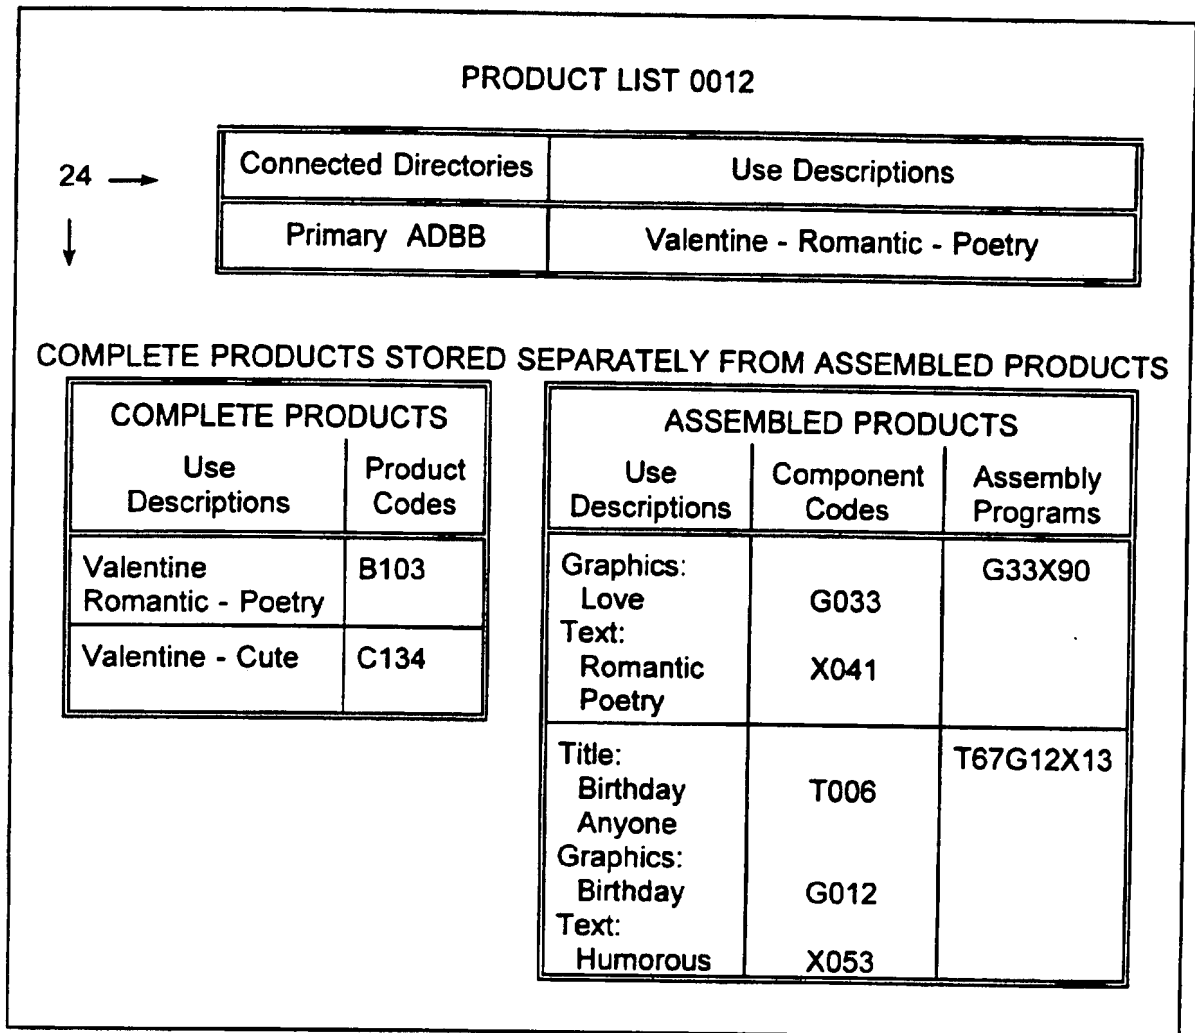 PRODUCT LIST 0012
24
Connected Directories Use Descriptions
Primary ADBB Valentine - Romantic - Poetry
COMPLETE PRODUCTS STORED SEPARATELY FROM ASSEMBLED PRODUCTS
COMPLETE PRODUCTS
Use Product
Descriptions Codes
Valentine B103
Romantic - Poetry
Valentine - Cute C134
ASSEMBLED PRODUCTS
Use Component Assembly
Descriptions Codes Programs
Graphics: G33X90
Love G033
Text:
Romantic X041
Poetry
Title: T67G12X13
Birthday T006
Anyone
Graphics:
Birthday G012
Text:
Humorous X053